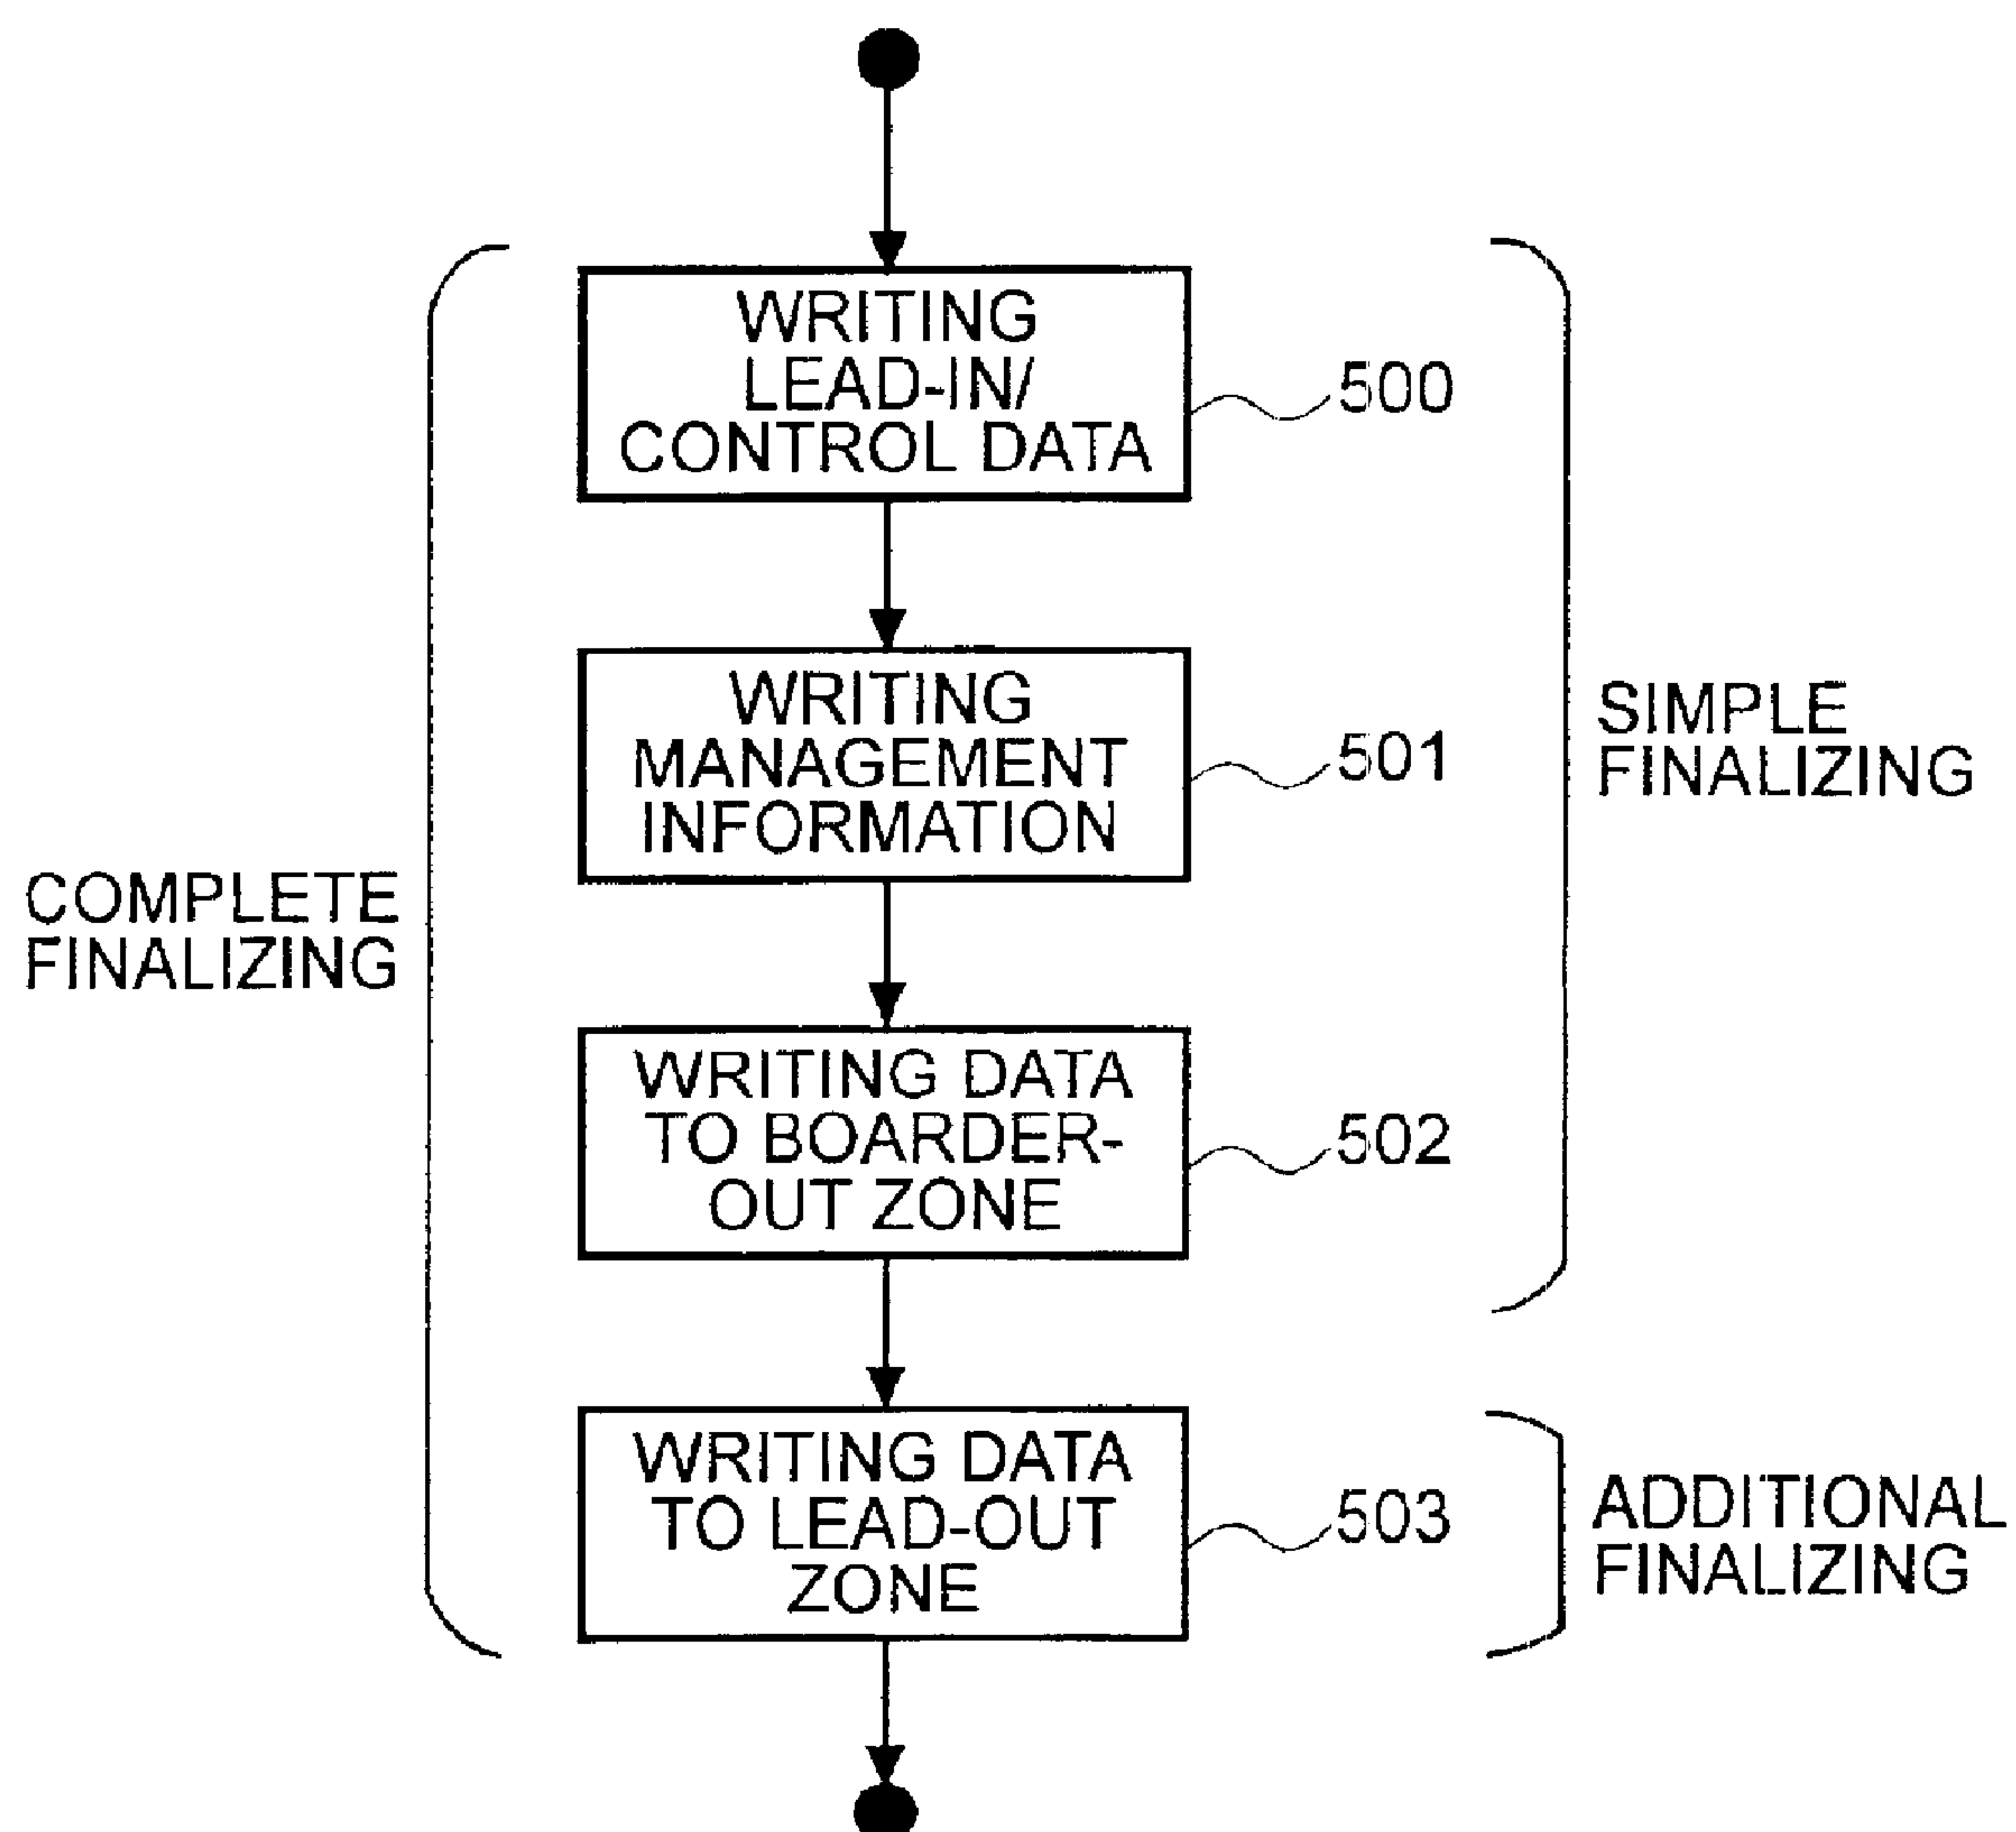 WRITING
LEAD-IN/
CONTROL DATA
500
WRITING
MANAGEMENT
INFORMATION
501
SIMPLE
FINALIZING
COMPLETE
FINALIZING
WRITING DATA
TO BOARDER-
OUT ZONE
502
WRITING DATA
TO LEAD-OUT
ZONE
503
ADDITIONAL
FINALIZING